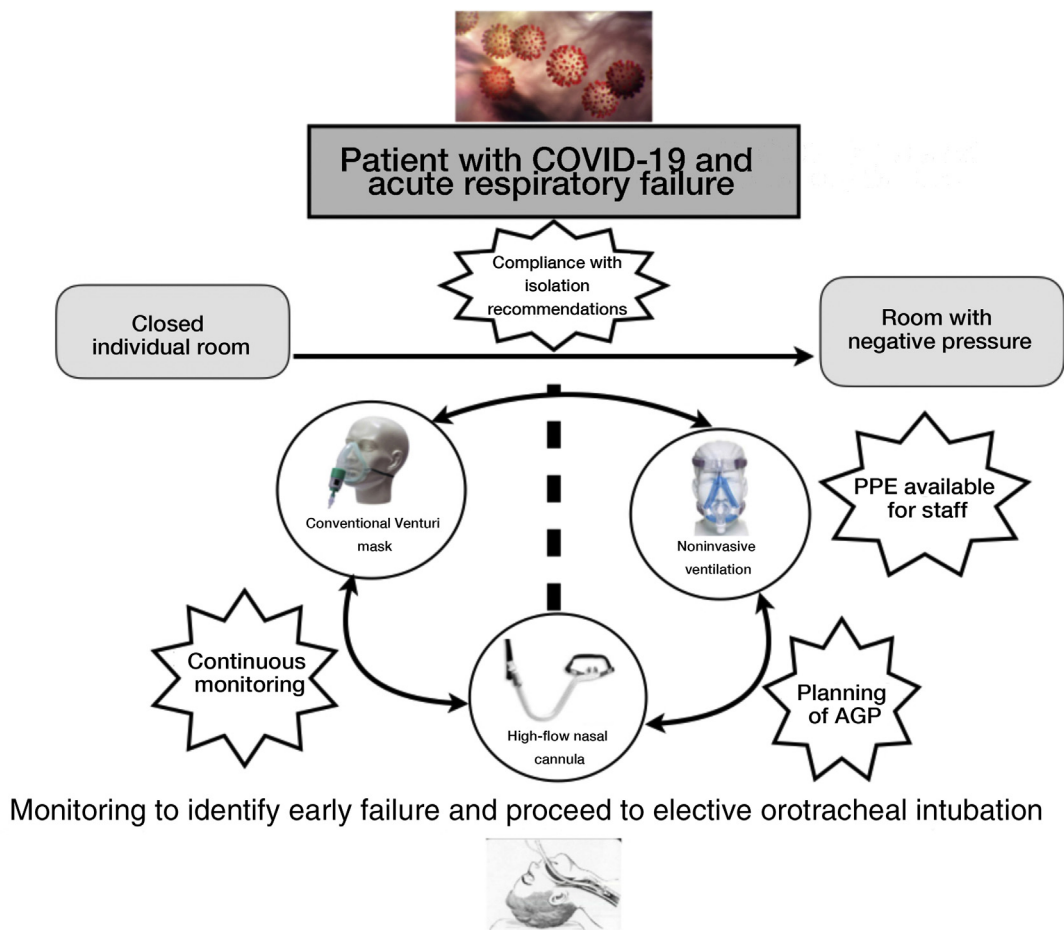 Patient with COVID-19 and
acute respiratory failure
Compliance with
isolation
recommendations
Closed
individual room
Room with
negative pressure
Conventional Venturi
mask
Noninvasive
ventilation
PPE available
for staff
Continuous
monitoring
High-flow nasal
cannula
Planning
of AGP
Monitoring to identify early failure and proceed to elective orotracheal intubation